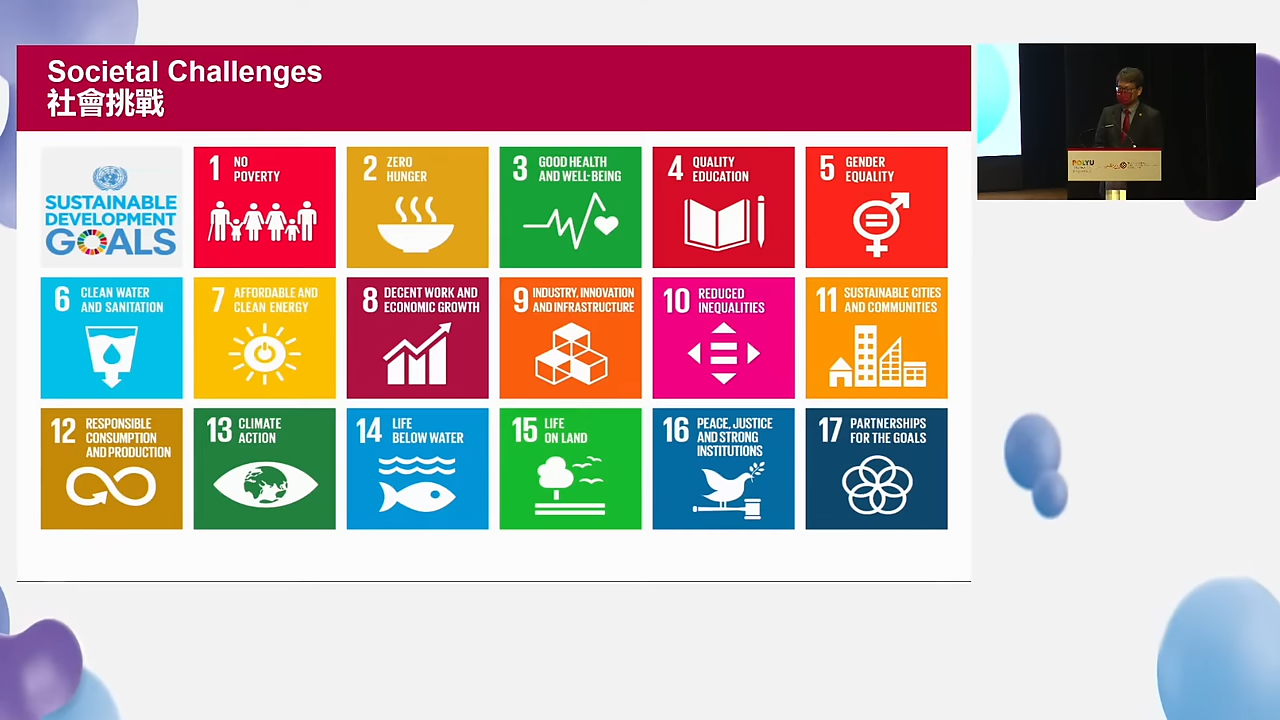 Societal Challenges
社會挑戰
SUSTAINABLE
DEVELOPMENT
GOALS
1 NO
POVERTY
2 ZERO
HUNGER
3 GOOD HEALTH
AND WELL-BEING
4 QUALITY
EDUCATION
5 GENDER
EQUALITY
6 CLEAN WATER
AND SANITATION
7 AFFORDABLE AND
CLEAN ENERGY
8 DECENT WORK AND
ECONOMIC GROWTH
9 INDUSTRY, INNOVATION
AND INFRASTRUCTURE
10 REDUCED
INEQUALITIES
11 SUSTAINABLE CITIES
AND COMMUNITIES
12 RESPONSIBLE
CONSUMPTION
AND PRODUCTION
13 CLIMATE
ACTION
14 LIFE
BELOW WATER
15 LIFE
ON LAND
16 PEACE, JUSTICE
AND STRONG
INSTITUTIONS
17 PARTNERSHIPS
FOR THE GOALS
POLYU